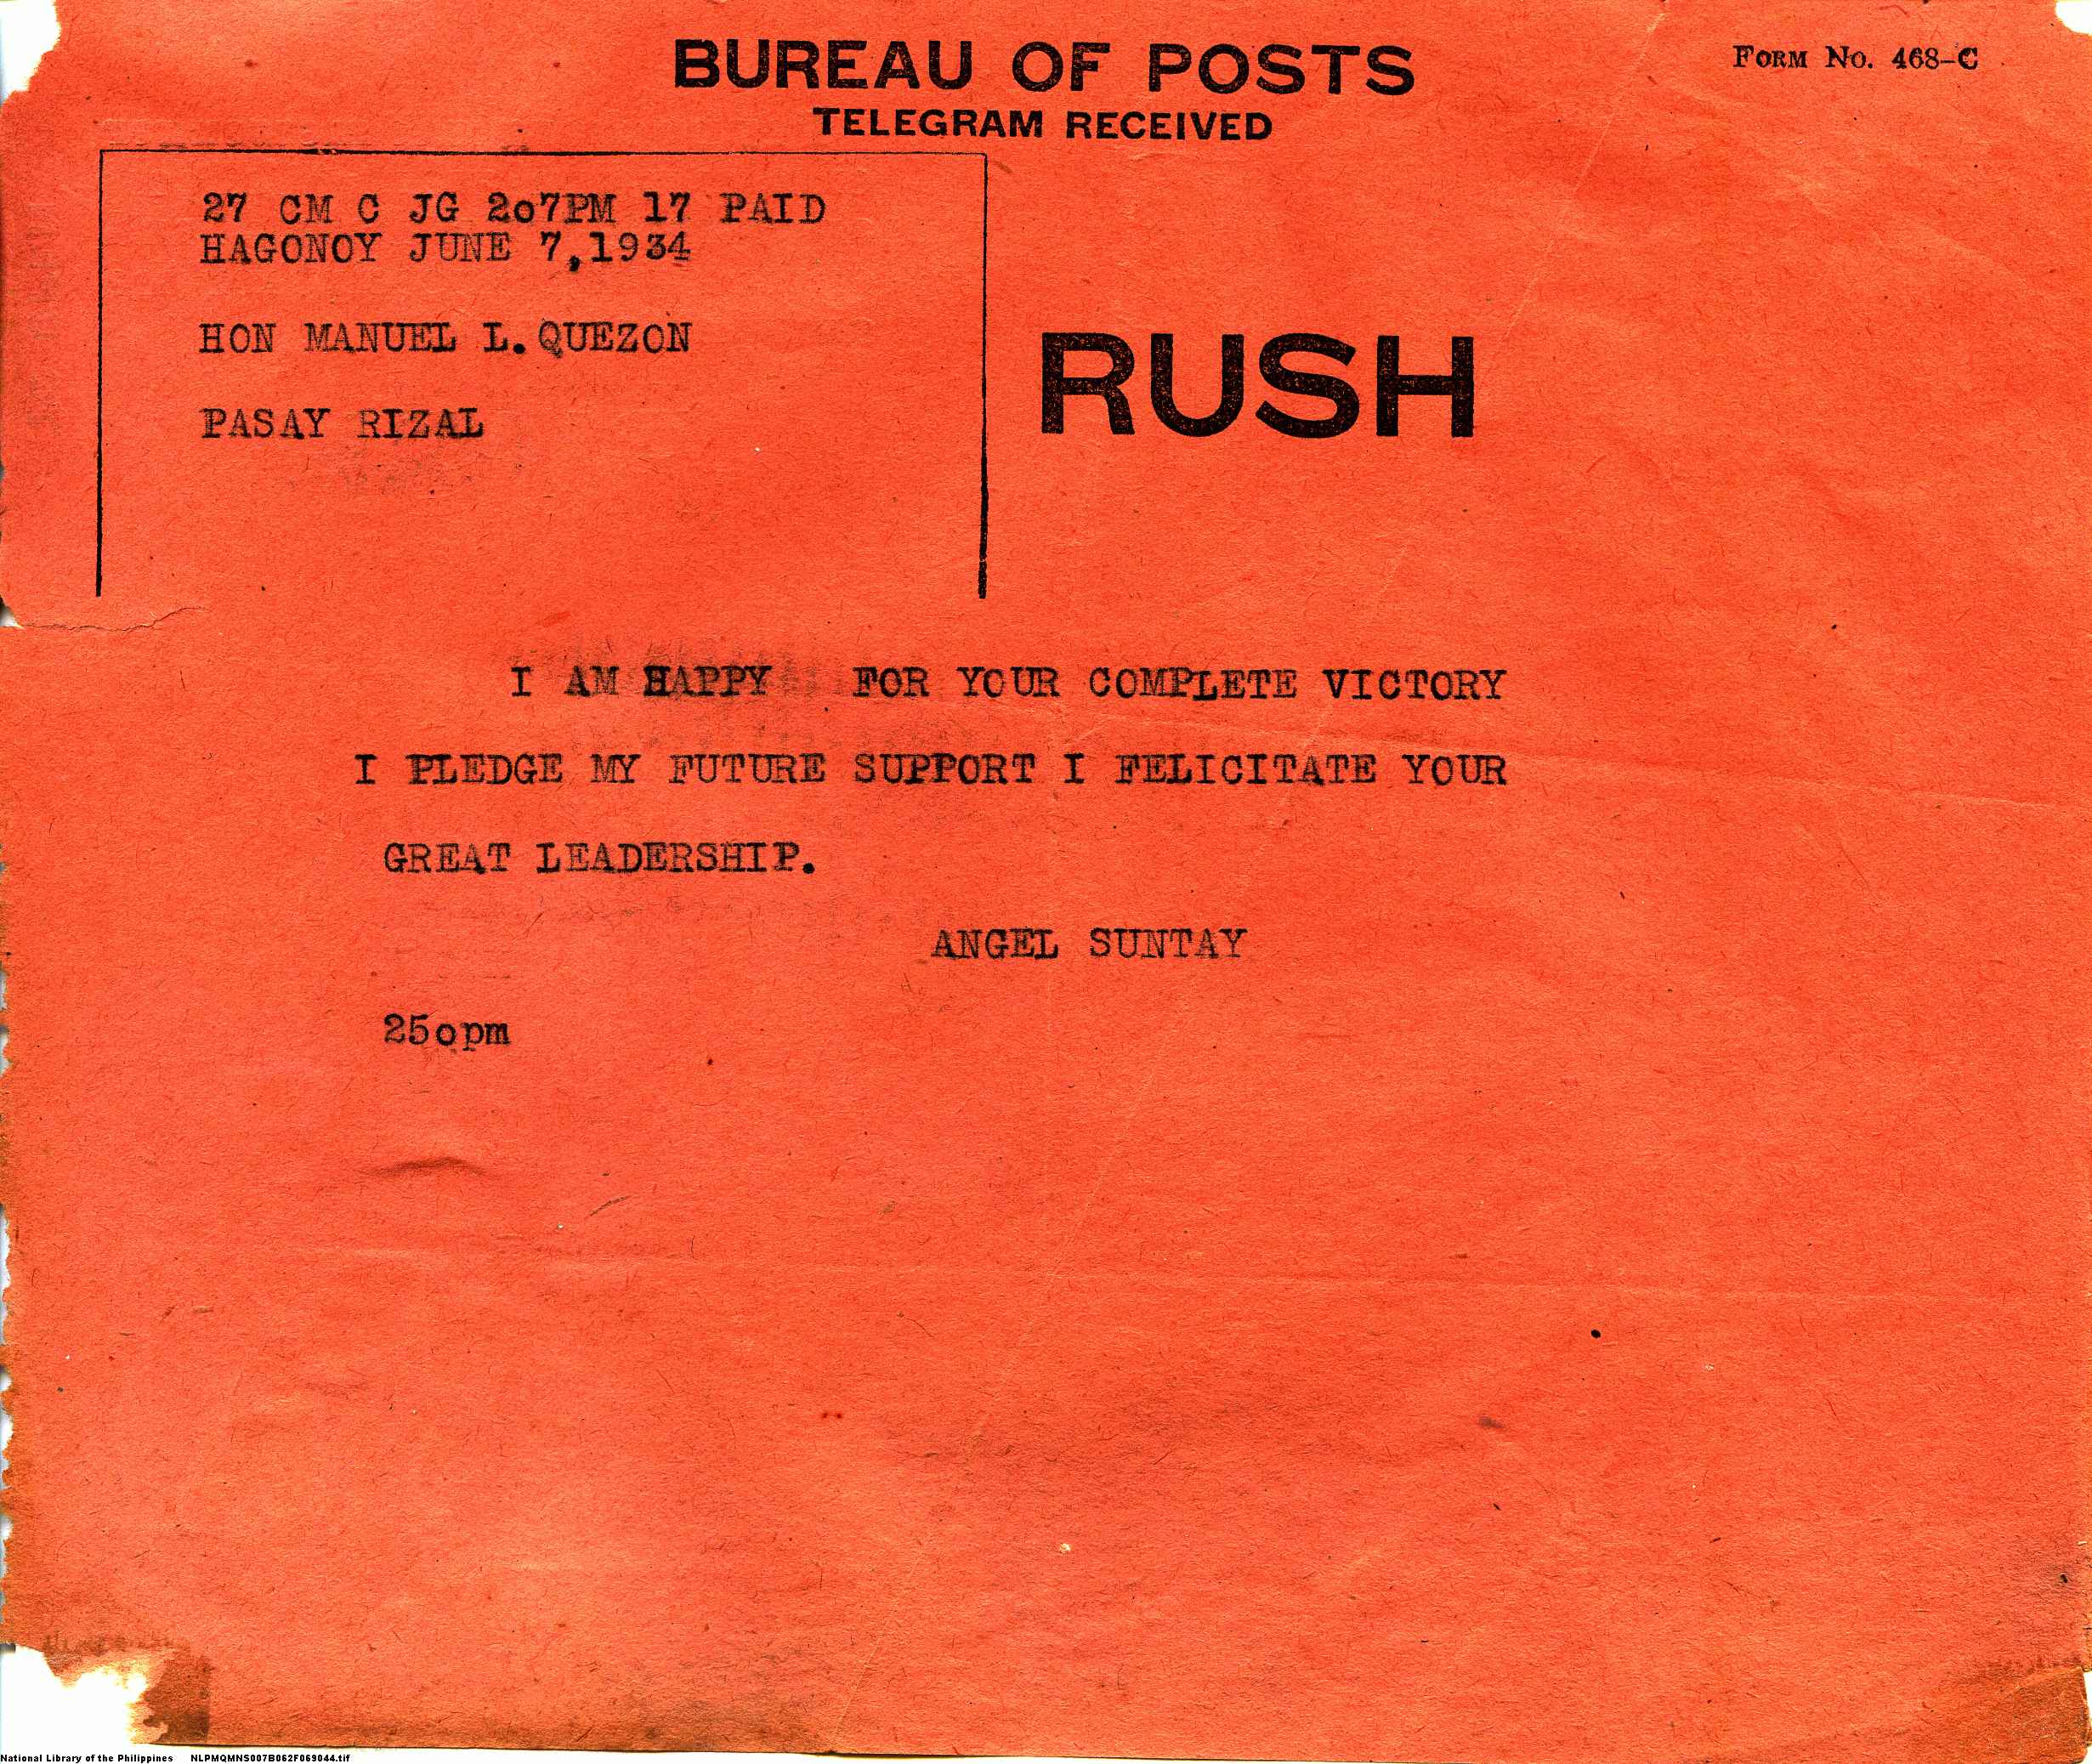 BUREAU OF POSTS
FORM No. 468-C
TELEGRAM RECEIVED
27 CM C JG 2o7PM 17 PAID
HAGONOY JUNE 7,1934
HON MANUEL L. QUEZON
RUSH
PASAY RIZAL
I AM HAPPY FOR YOUR COMPLETE VICTORY
I PLEDGE MY FUTURE SUPPORT I FELICITATE YOUR
GREAT LEADERSHIP.
ANGEL SUNTAY
25opm
National Library of the Philippines NLPMQMNS007B062F069044.tif